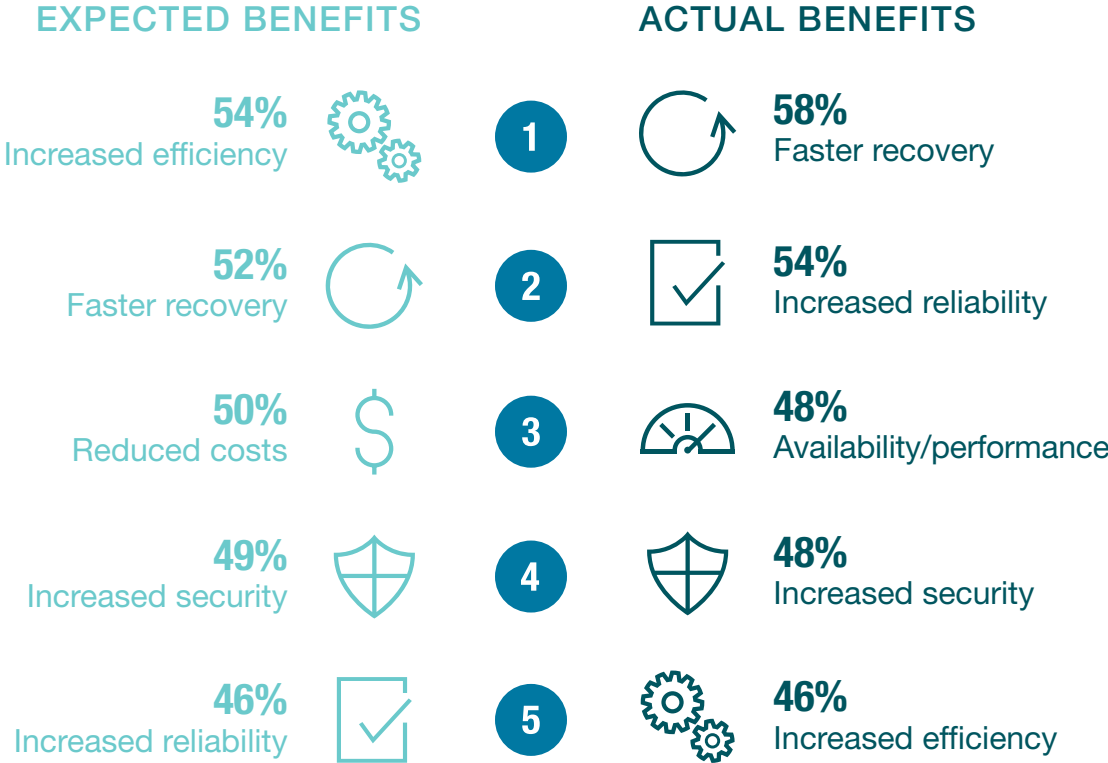 EXPECTED BENEFITS
ACTUAL BENEFITS
54%
Increased efficiency
1
58%
Faster recovery
52%
Faster recovery
2
54%
Increased reliability
50%
Reduced costs
3
48%
Availability/performance
49%
Increased security
4
48%
Increased security
46%
Increased reliability
5
46%
Increased efficiency